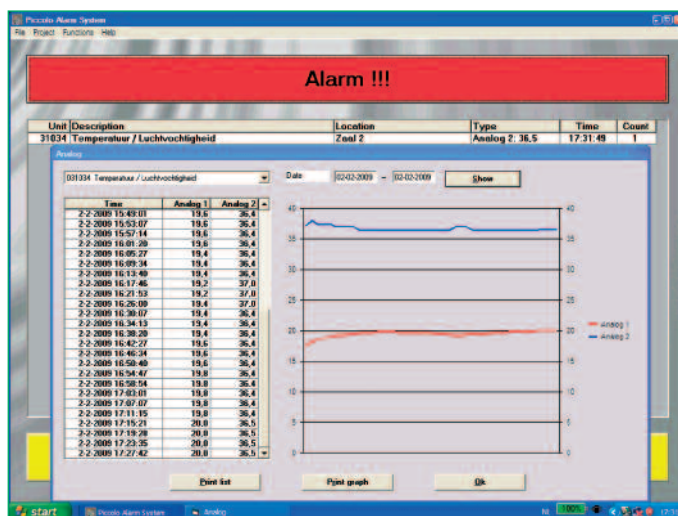 Piccolo Alarm System
File Project Functions Help
Alarm !!!
Unit Description Location Type Time Count
31034 Temperatuur / Luchtvochtigheid Zaal 2 Analog 2: 36,5 17:31:49 1
Analog
031034 Temperatuur / Luchtvochtigheid
Date 02-02-2009 - 02-02-2009 Show
Time Analog 1 Analog 2
2-2-2009 15:49:01 19,6 36,4
2-2-2009 15:53:07 19,6 36,4
2-2-2009 15:57:14 19,6 36,4
2-2-2009 16:01:20 19,6 36,4
2-2-2009 16:05:27 19,4 36,4
2-2-2009 16:09:34 19,4 36,4
2-2-2009 16:13:40 19,4 36,4
2-2-2009 16:17:46 19,2 37,0
2-2-2009 16:21:53 19,2 37,0
2-2-2009 16:26:00 19,4 37,0
2-2-2009 16:30:07 19,4 36,4
2-2-2009 16:34:13 19,4 36,4
2-2-2009 16:38:20 19,4 36,4
2-2-2009 16:42:27 19,6 36,4
2-2-2009 16:46:34 19,6 36,4
2-2-2009 16:50:40 19,6 36,4
2-2-2009 16:54:47 19,8 36,4
2-2-2009 16:58:54 19,8 36,4
2-2-2009 17:03:01 19,8 36,4
2-2-2009 17:07:07 19,8 36,4
2-2-2009 17:11:15 19,8 36,4
2-2-2009 17:15:21 20,0 36,5
2-2-2009 17:19:28 20,0 36,5
2-2-2009 17:23:35 20,0 36,5
2-2-2009 17:27:42 20,0 36,5
40 40
35 35
30 30
25 25
20 20
15 15
10 10
5 5
0 0
Analog 1
Analog 2
Print list Print graph Ok
start Piccolo Alarm System Analog NL 100%